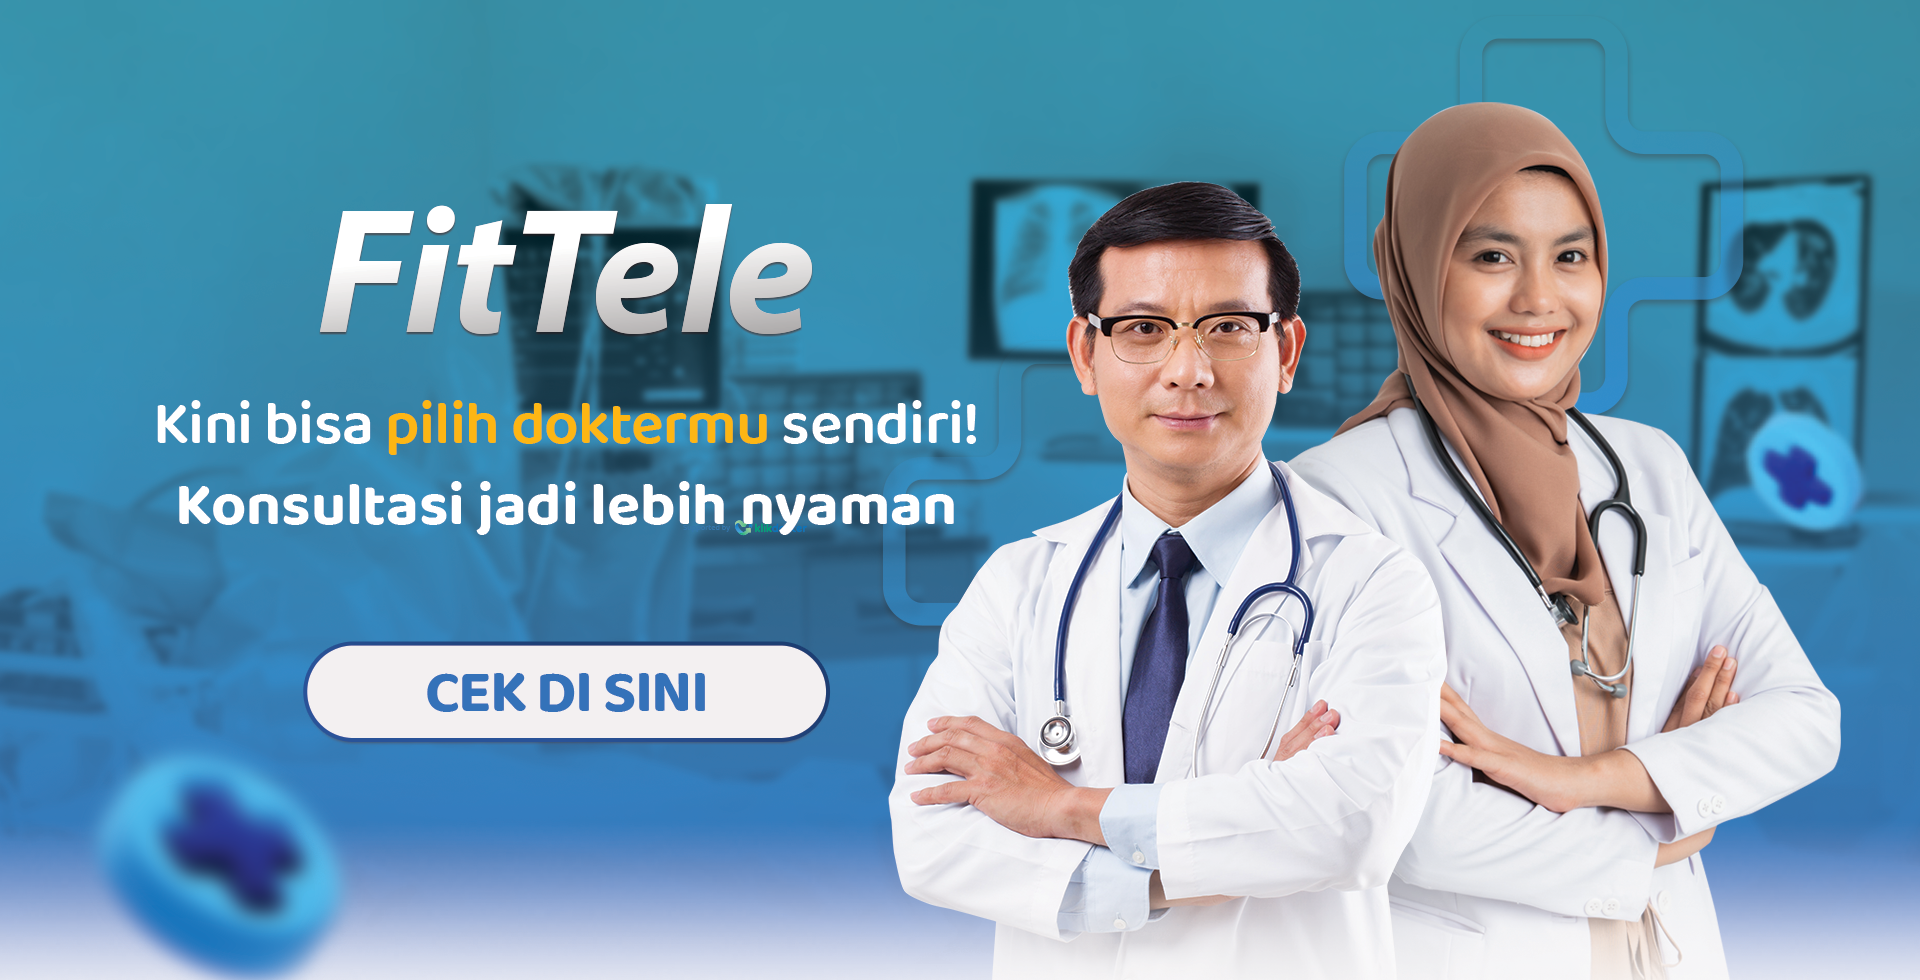 FitTele
Kini bisa pilih doktermu sendiri!
Konsultasi jadi lebih nyaman
CEK DI SINI